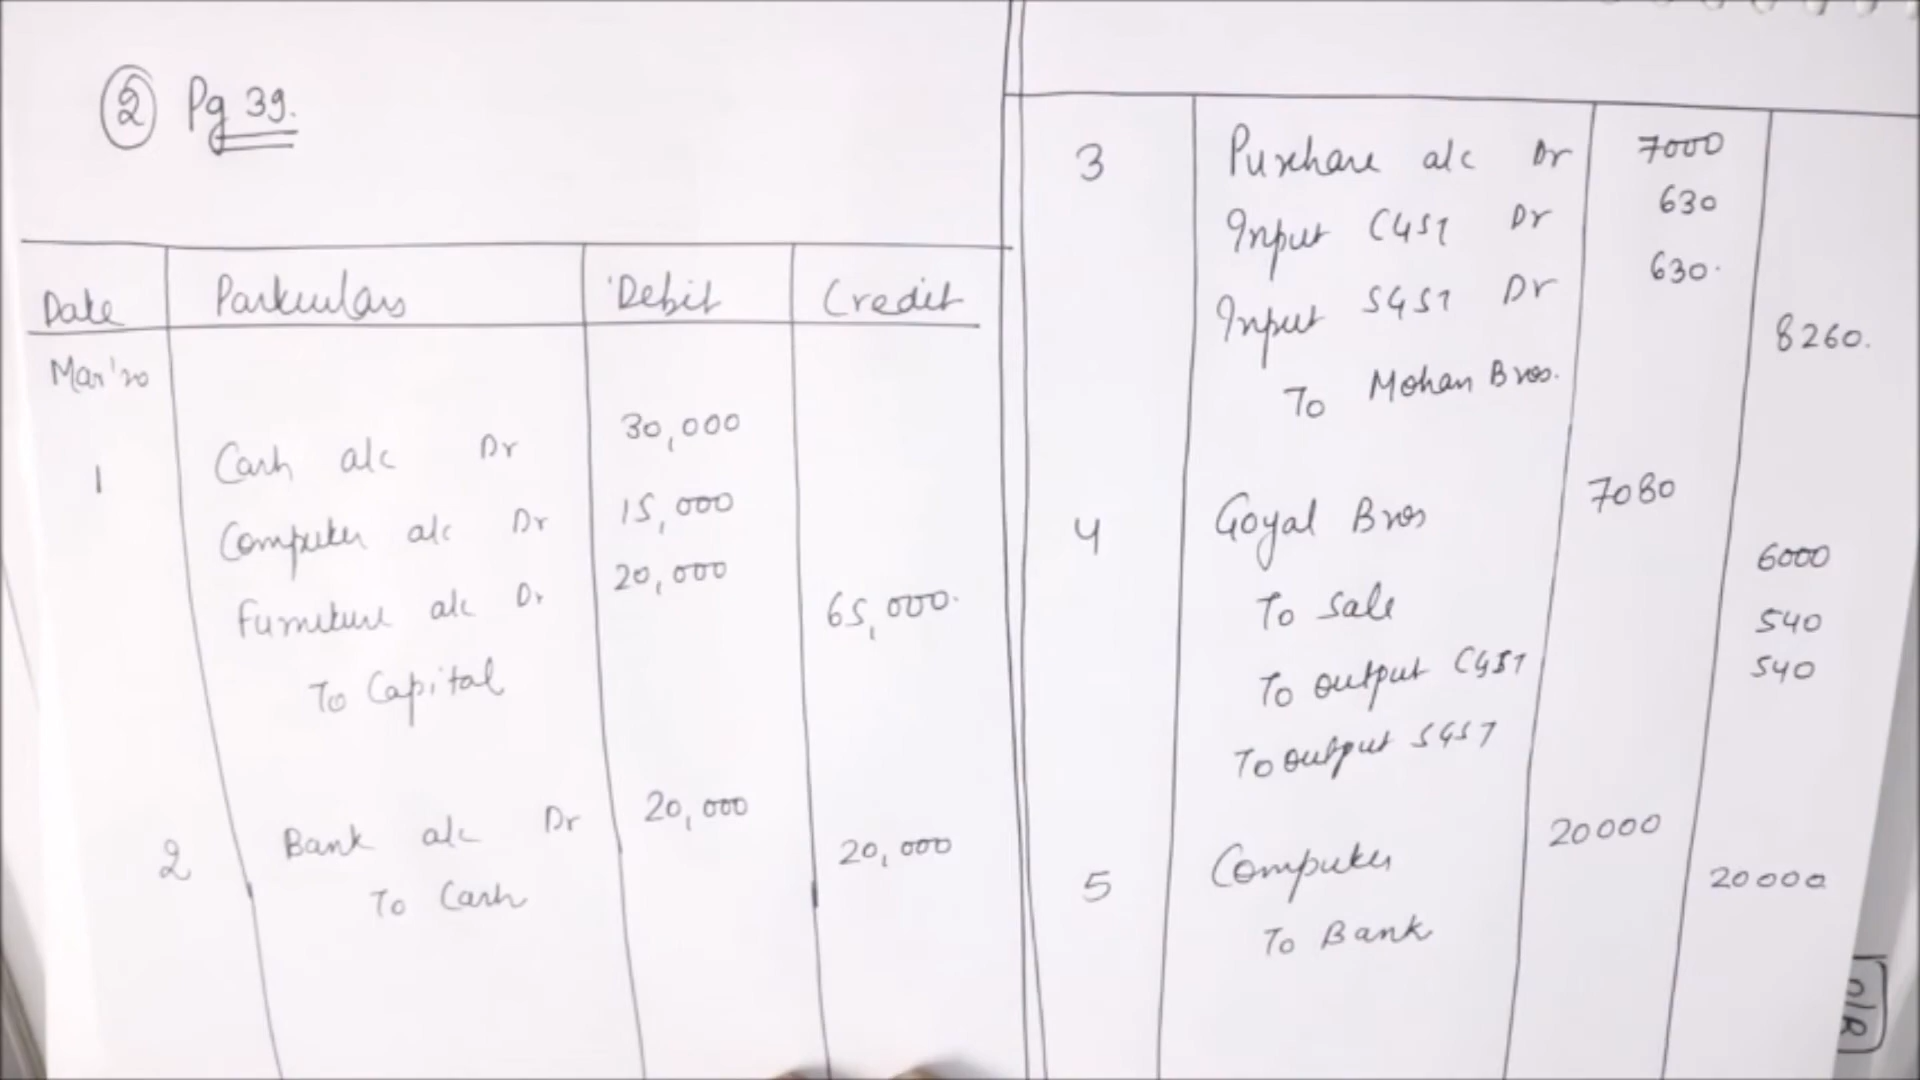 ② Pg 39.
Date Particulars Debit Credit
Mar'20
1 Cash a/c Dr 30,000
Computer a/c Dr 15,000
Furniture a/c Dr 20,000
To Capital 65,000.
2 Bank a/c Dr 20,000
To Cash 20,000
3 Purchase a/c Dr 7000
Input CGST Dr 630
Input SGST Dr 630.
To Mohan Bros. 8260.
4 Goyal Bros 7080
To Sale 6000
To output CGST 540
To output SGST 540
5 Computer 20000
To Bank 20000